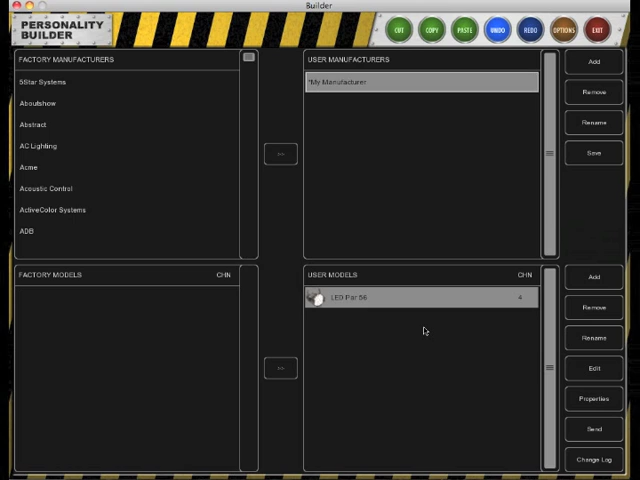 Builder
PERSONALITY
BUILDER
CUT
COPY
PASTE
UNDO
REDO
OPTIONS
EXIT
FACTORY MANUFACTURERS
5Star Systems
Aboutshow
Abstract
AC Lighting
Acme
Acoustic Control
ActiveColor Systems
ADB
>>
USER MANUFACTURERS
*My Manufacturer
Add
Remove
Rename
Save
FACTORY MODELS CHN
>>
USER MODELS CHN
LED Par 56 4
Add
Remove
Rename
Edit
Properties
Send
Change Log